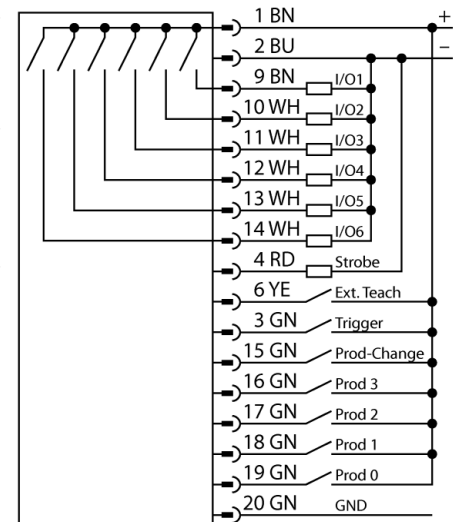 1 BN +
2 BU –
9 BN I/O1
10 WH I/O2
11 WH I/O3
12 WH I/O4
13 WH I/O5
14 WH I/O6
4 RD Strobe
6 YE Ext. Teach
3 GN Trigger
15 GN Prod-Change
16 GN Prod 3
17 GN Prod 2
18 GN Prod 1
19 GN Prod 0
20 GN GND